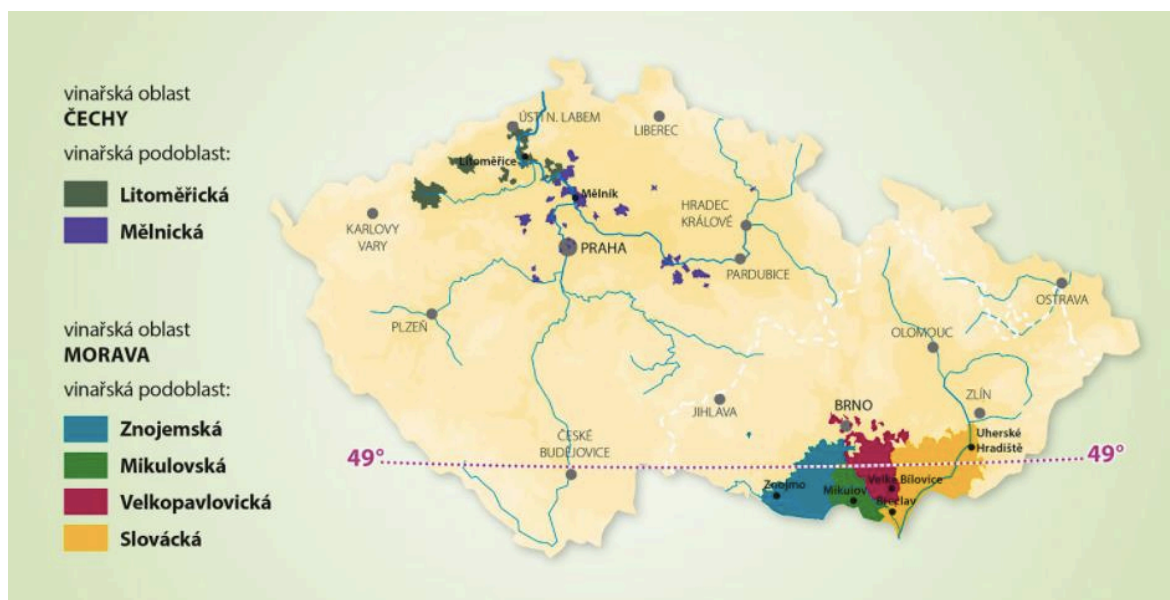 vinařská oblast
ČECHY
vinařská podoblast:
Litoměřická
Mělnická
vinařská oblast
MORAVA
vinařská podoblast:
Znojemská
Mikulovská
Velkopavlovická
Slovácká
ÚSTÍ N. LABEM
LIBEREC
Litoměřice
Mělník
KARLOVY
VARY
HRADEC
KRÁLOVÉ
PRAHA
PARDUBICE
OSTRAVA
PLZEŇ
OLOMOUC
JIHLAVA
ZLÍN
BRNO
ČESKÉ
BUDĚJOVICE
Uherské
Hradiště
49°
49°
Znojmo
Mikulov
Velké Bílovice
Břeclav